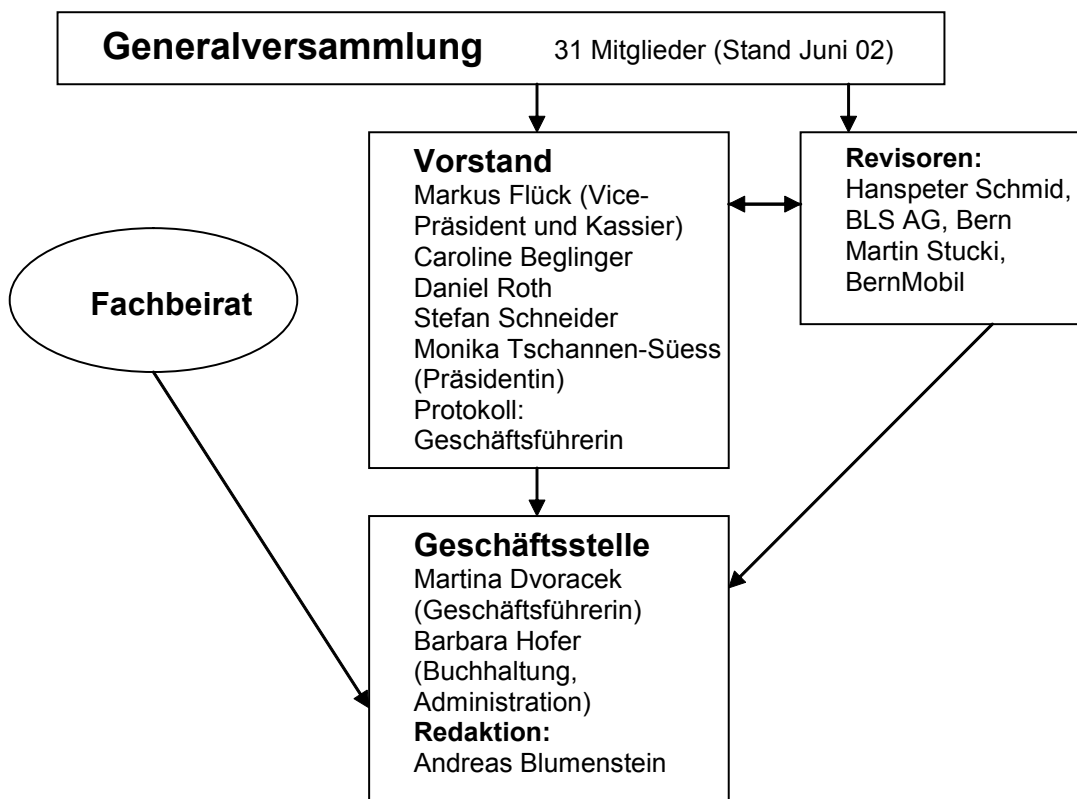 Generalversammlung 31 Mitglieder (Stand Juni 02)
Vorstand
Markus Flück (Vice-
Präsident und Kassier)
Caroline Beglinger
Daniel Roth
Stefan Schneider
Monika Tschannen-Süess
(Präsidentin)
Protokoll:
Geschäftsführerin
Revisoren:
Hanspeter Schmid,
BLS AG, Bern
Martin Stucki,
BernMobil
Fachbeirat
Geschäftsstelle
Martina Dvoracek
(Geschäftsführerin)
Barbara Hofer
(Buchhaltung,
Administration)
Redaktion:
Andreas Blumenstein